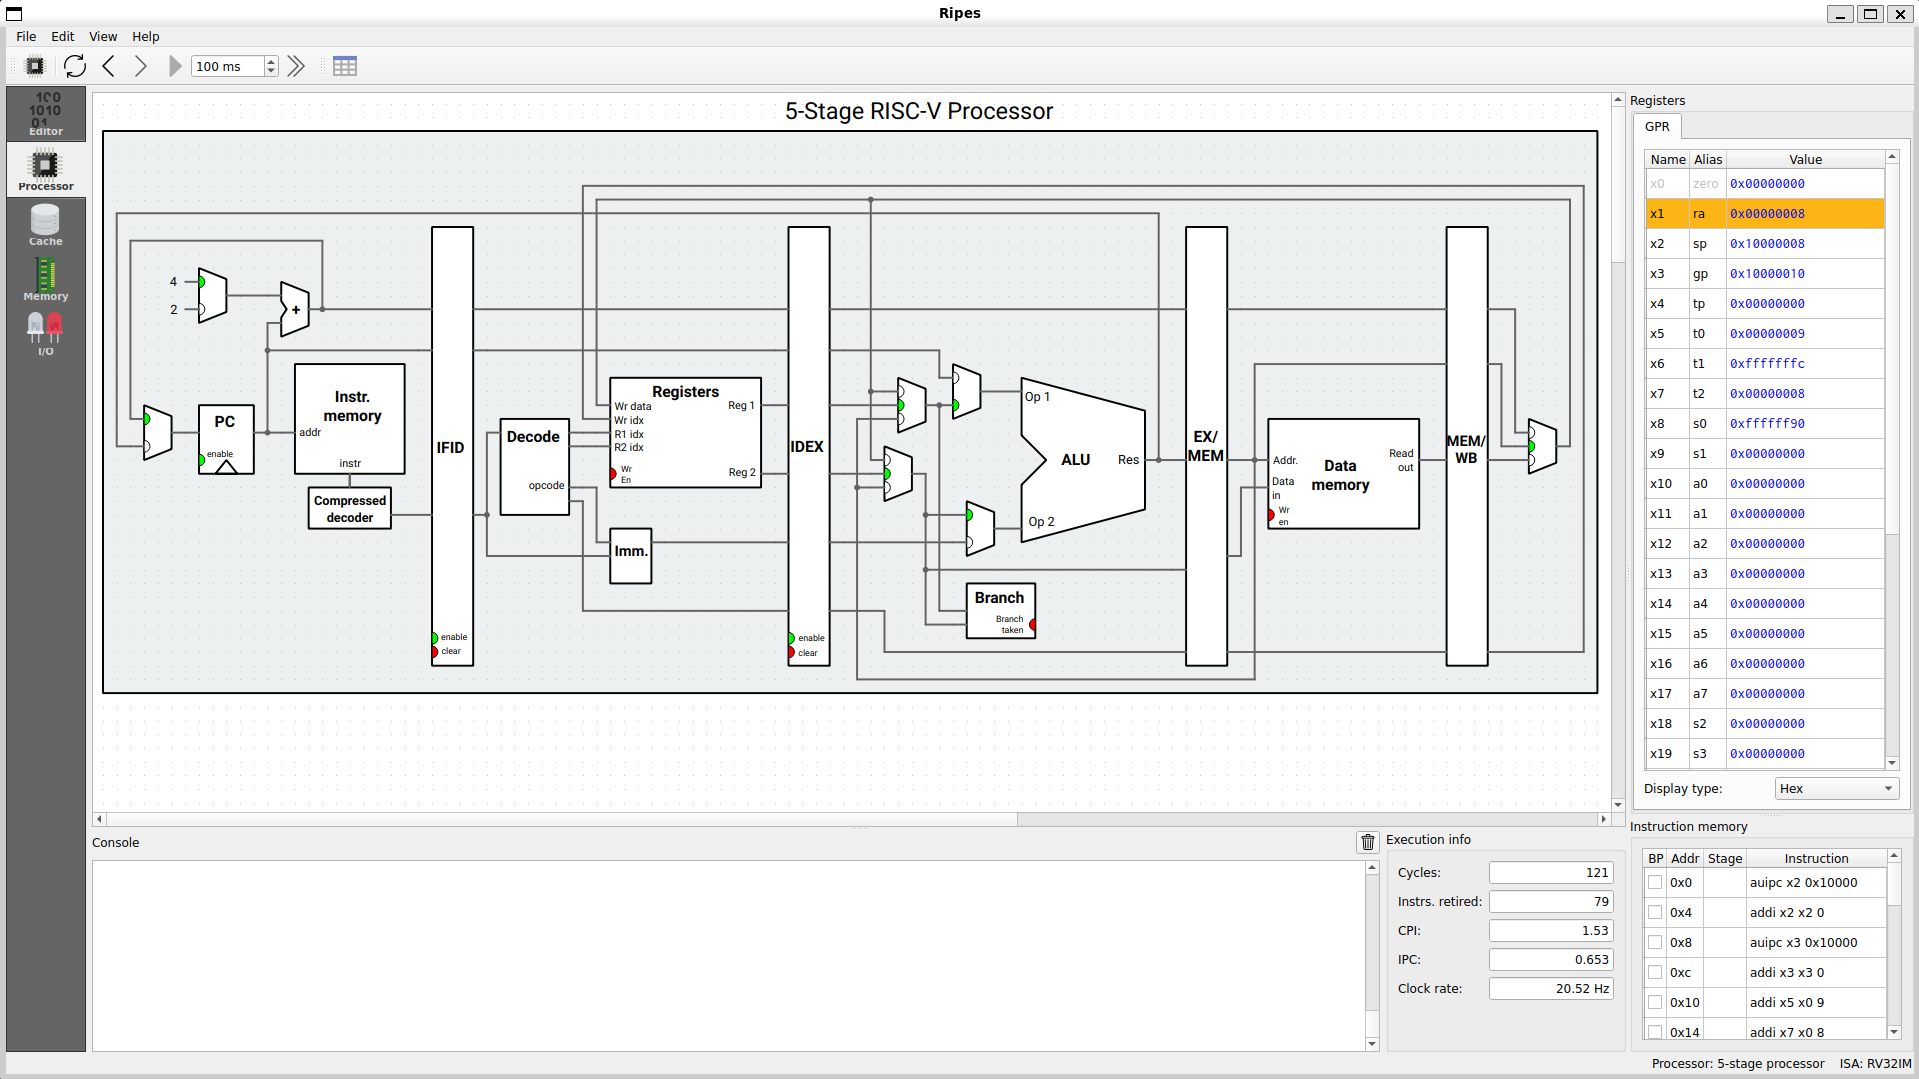 Ripes
File Edit View Help
100 ms
Editor
Processor
Cache
Memory
I/O
5-Stage RISC-V Processor
4
2
+
PC
enable
Instr.
memory
addr
instr
Compressed
decoder
IFID
enable
clear
Decode
opcode
Registers
Wr data
Wr idx
R1 idx
R2 idx
Wr
En
Reg 1
Reg 2
Imm.
IDEX
enable
clear
Op 1
ALU
Res
Op 2
Branch
Branch
taken
EX/
MEM
Addr.
Data
in
Wr
en
Data
memory
Read
out
MEM/
WB
Registers
GPR
Name Alias Value
x0 zero 0x00000000
x1 ra 0x00000008
x2 sp 0x10000008
x3 gp 0x10000010
x4 tp 0x00000000
x5 t0 0x00000009
x6 t1 0xfffffffc
x7 t2 0x00000008
x8 s0 0xffffff90
x9 s1 0x00000000
x10 a0 0x00000000
x11 a1 0x00000000
x12 a2 0x00000000
x13 a3 0x00000000
x14 a4 0x00000000
x15 a5 0x00000000
x16 a6 0x00000000
x17 a7 0x00000000
x18 s2 0x00000000
x19 s3 0x00000000
Display type: Hex
Console
Execution info
Cycles: 121
Instrs. retired: 79
CPI: 1.53
IPC: 0.653
Clock rate: 20.52 Hz
Instruction memory
BP Addr Stage Instruction
0x0 auipc x2 0x10000
0x4 addi x2 x2 0
0x8 auipc x3 0x10000
0xc addi x3 x3 0
0x10 addi x5 x0 9
0x14 addi x7 x0 8
Processor: 5-stage processor ISA: RV32IM